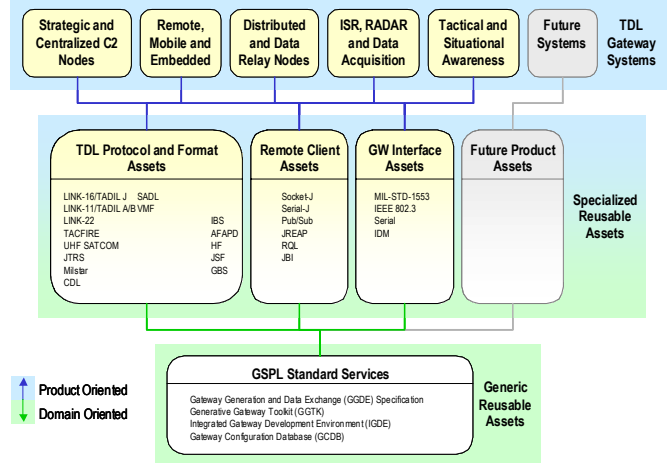 Strategic and Centralized C2 Nodes
Remote, Mobile and Embedded
Distributed and Data Relay Nodes
ISR, RADAR and Data Acquisition
Tactical and Situational Awareness
Future Systems
TDL Gateway Systems
TDL Protocol and Format Assets
LINK-16/TADIL J SADL
LINK-11/TADIL A/B VMF
LINK-22 IBS
TACFIRE AFAPD
UHF SATCOM HF
JTRS JSF
Milstar GBS
CDL
Remote Client Assets
Socket-J
Serial-J
Pub/Sub
JREAP
RQL
JBI
GW Interface Assets
MIL-STD-1553
IEEE 802.3
Serial
IDM
Future Product Assets
Specialized Reusable Assets
GSPL Standard Services
Gateway Generation and Data Exchange (GGDE) Specification
Generative Gateway Toolkit (GGTK)
Integrated Gateway Development Environment (IGDE)
Gateway Configuration Database (GCDB)
Generic Reusable Assets
Product Oriented
Domain Oriented